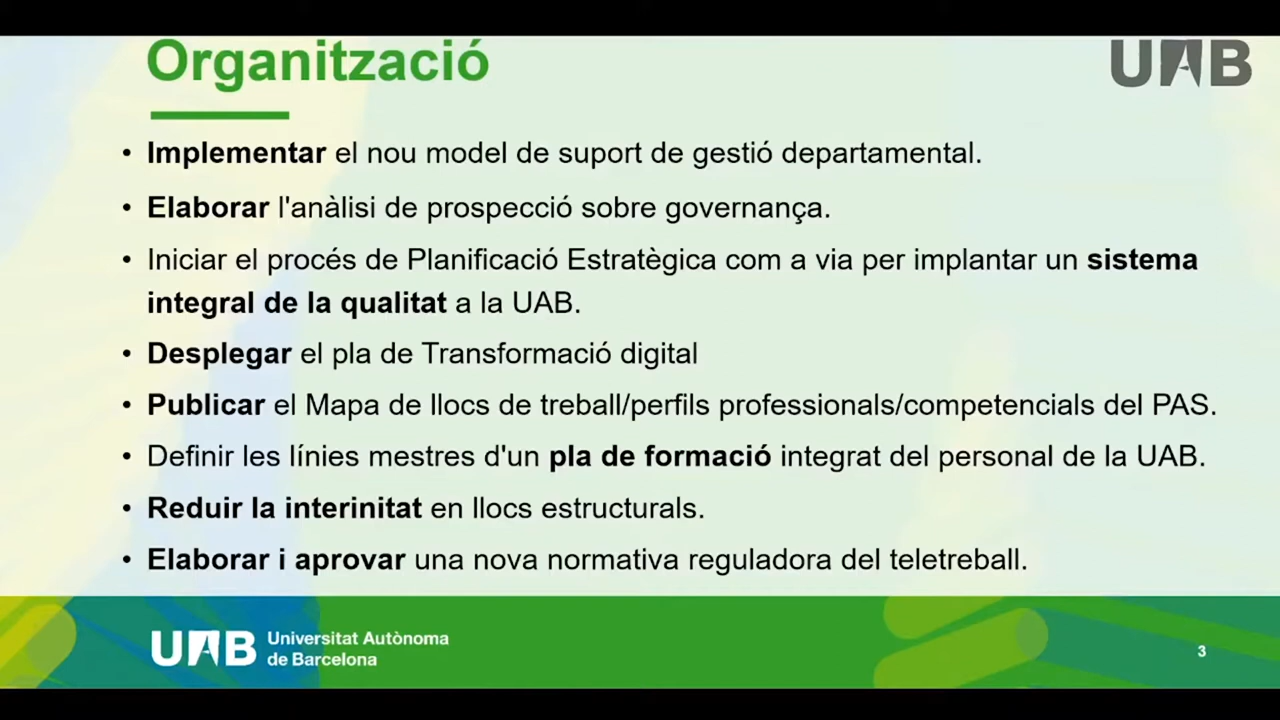 Organització
UAB
• Implementar el nou model de suport de gestió departamental.
• Elaborar l'anàlisi de prospecció sobre governança.
• Iniciar el procés de Planificació Estratègica com a via per implantar un sistema
integral de la qualitat a la UAB.
• Desplegar el pla de Transformació digital
• Publicar el Mapa de llocs de treball/perfils professionals/competencials del PAS.
• Definir les línies mestres d'un pla de formació integrat del personal de la UAB.
• Reduir la interinitat en llocs estructurals.
• Elaborar i aprovar una nova normativa reguladora del teletreball.
UAB Universitat Autònoma
de Barcelona
3